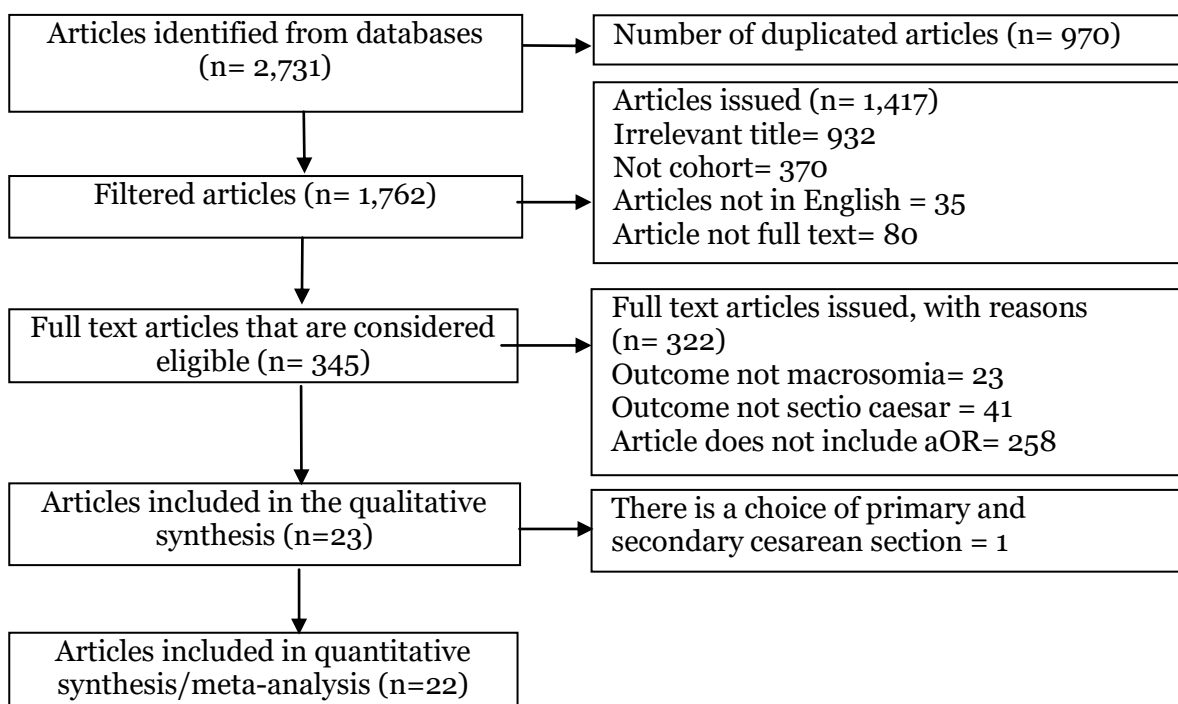 Articles identified from databases
(n= 2,731)
Number of duplicated articles (n= 970)
Articles issued (n= 1,417)
Irrelevant title= 932
Not cohort= 370
Articles not in English = 35
Article not full text= 80
Filtered articles (n= 1,762)
Full text articles that are considered
eligible (n= 345)
Full text articles issued, with reasons
(n= 322)
Outcome not macrosomia= 23
Outcome not sectio caesar = 41
Article does not include aOR= 258
Articles included in the qualitative
synthesis (n=23)
There is a choice of primary and
secondary cesarean section = 1
Articles included in quantitative
synthesis/meta-analysis (n=22)